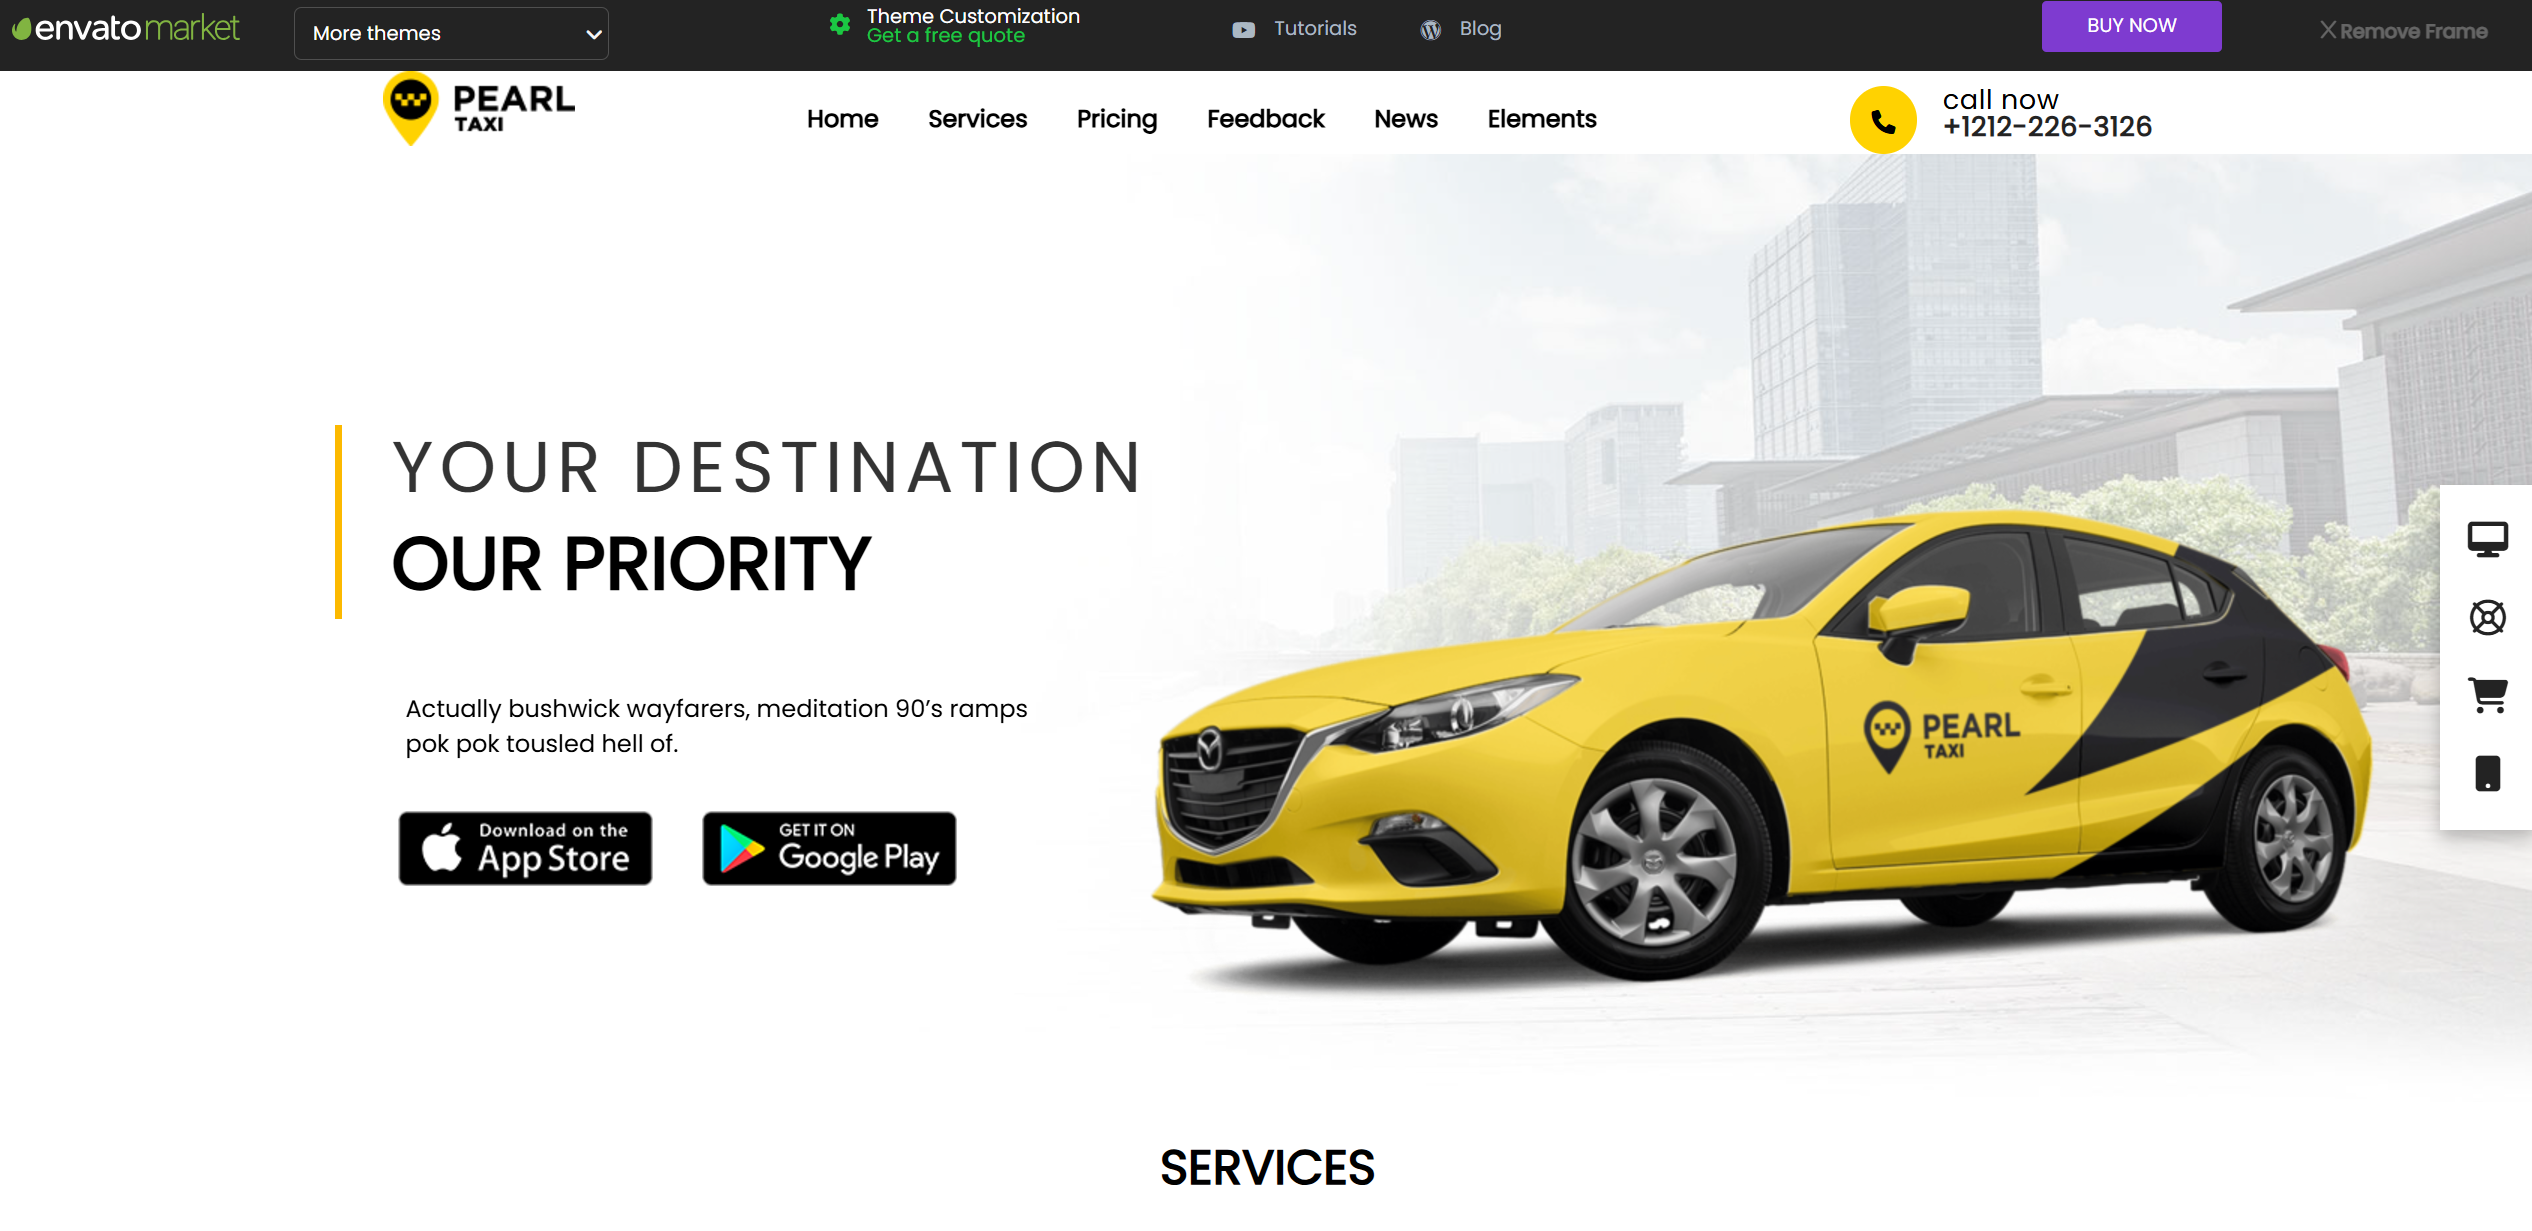 envato market
More themes
Theme Customization
Get a free quote
Tutorials
Blog
BUY NOW
X Remove Frame
PEARL
TAXI
Home
Services
Pricing
Feedback
News
Elements
call now
+1212-226-3126
YOUR DESTINATION
OUR PRIORITY
Actually bushwick wayfarers, meditation 90’s ramps
pok pok tousled hell of.
Download on the
App Store
GET IT ON
Google Play
PEARL
TAXI
SERVICES